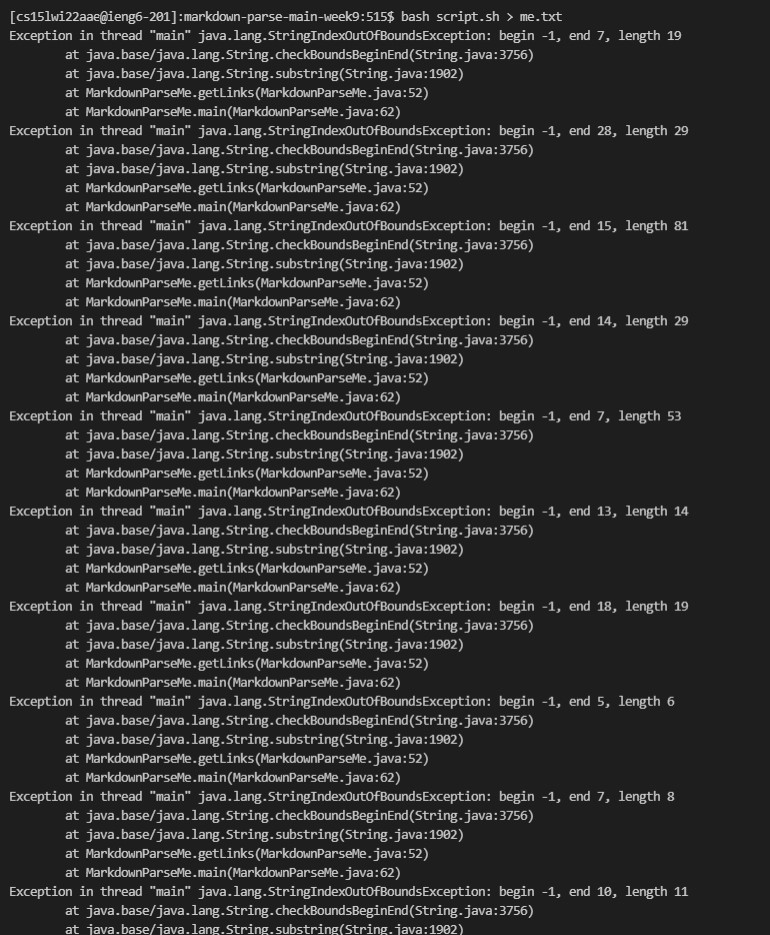 [cs15lwi22aae@ieng6-201]:markdown-parse-main-week9:515$ bash script.sh > me.txt
Exception in thread "main" java.lang.StringIndexOutOfBoundsException: begin -1, end 7, length 19
        at java.base/java.lang.String.checkBoundsBeginEnd(String.java:3756)
        at java.base/java.lang.String.substring(String.java:1902)
        at MarkdownParseMe.getLinks(MarkdownParseMe.java:52)
        at MarkdownParseMe.main(MarkdownParseMe.java:62)
Exception in thread "main" java.lang.StringIndexOutOfBoundsException: begin -1, end 28, length 29
        at java.base/java.lang.String.checkBoundsBeginEnd(String.java:3756)
        at java.base/java.lang.String.substring(String.java:1902)
        at MarkdownParseMe.getLinks(MarkdownParseMe.java:52)
        at MarkdownParseMe.main(MarkdownParseMe.java:62)
Exception in thread "main" java.lang.StringIndexOutOfBoundsException: begin -1, end 15, length 81
        at java.base/java.lang.String.checkBoundsBeginEnd(String.java:3756)
        at java.base/java.lang.String.substring(String.java:1902)
        at MarkdownParseMe.getLinks(MarkdownParseMe.java:52)
        at MarkdownParseMe.main(MarkdownParseMe.java:62)
Exception in thread "main" java.lang.StringIndexOutOfBoundsException: begin -1, end 14, length 29
        at java.base/java.lang.String.checkBoundsBeginEnd(String.java:3756)
        at java.base/java.lang.String.substring(String.java:1902)
        at MarkdownParseMe.getLinks(MarkdownParseMe.java:52)
        at MarkdownParseMe.main(MarkdownParseMe.java:62)
Exception in thread "main" java.lang.StringIndexOutOfBoundsException: begin -1, end 7, length 53
        at java.base/java.lang.String.checkBoundsBeginEnd(String.java:3756)
        at java.base/java.lang.String.substring(String.java:1902)
        at MarkdownParseMe.getLinks(MarkdownParseMe.java:52)
        at MarkdownParseMe.main(MarkdownParseMe.java:62)
Exception in thread "main" java.lang.StringIndexOutOfBoundsException: begin -1, end 13, length 14
        at java.base/java.lang.String.checkBoundsBeginEnd(String.java:3756)
        at java.base/java.lang.String.substring(String.java:1902)
        at MarkdownParseMe.getLinks(MarkdownParseMe.java:52)
        at MarkdownParseMe.main(MarkdownParseMe.java:62)
Exception in thread "main" java.lang.StringIndexOutOfBoundsException: begin -1, end 18, length 19
        at java.base/java.lang.String.checkBoundsBeginEnd(String.java:3756)
        at java.base/java.lang.String.substring(String.java:1902)
        at MarkdownParseMe.getLinks(MarkdownParseMe.java:52)
        at MarkdownParseMe.main(MarkdownParseMe.java:62)
Exception in thread "main" java.lang.StringIndexOutOfBoundsException: begin -1, end 5, length 6
        at java.base/java.lang.String.checkBoundsBeginEnd(String.java:3756)
        at java.base/java.lang.String.substring(String.java:1902)
        at MarkdownParseMe.getLinks(MarkdownParseMe.java:52)
        at MarkdownParseMe.main(MarkdownParseMe.java:62)
Exception in thread "main" java.lang.StringIndexOutOfBoundsException: begin -1, end 7, length 8
        at java.base/java.lang.String.checkBoundsBeginEnd(String.java:3756)
        at java.base/java.lang.String.substring(String.java:1902)
        at MarkdownParseMe.getLinks(MarkdownParseMe.java:52)
        at MarkdownParseMe.main(MarkdownParseMe.java:62)
Exception in thread "main" java.lang.StringIndexOutOfBoundsException: begin -1, end 10, length 11
        at java.base/java.lang.String.checkBoundsBeginEnd(String.java:3756)
        at java.base/java.lang.String.substring(String.java:1902)